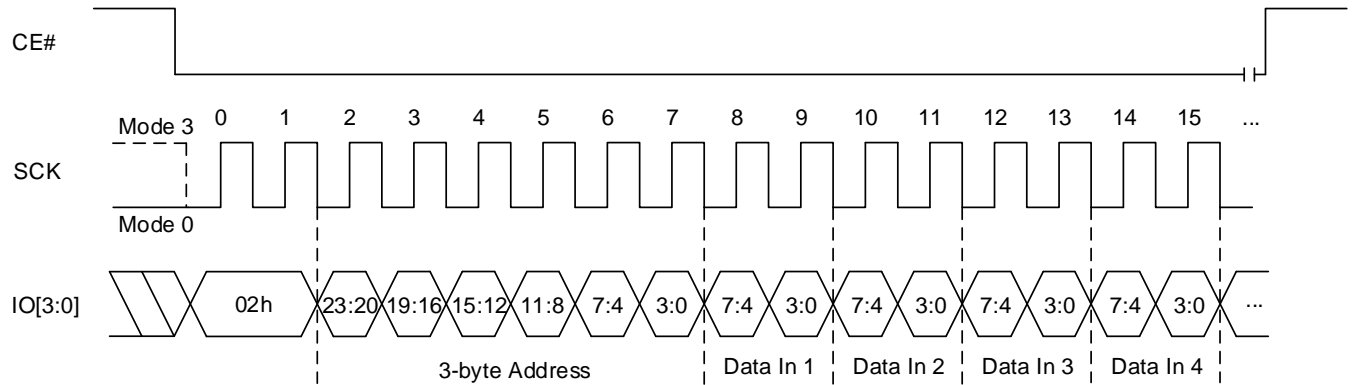 CE#
Mode 3 0 1 2 3 4 5 6 7 8 9 10 11 12 13 14 15 ...
SCK
Mode 0
IO[3:0] 02h 23:20 19:16 15:12 11:8 7:4 3:0 7:4 3:0 7:4 3:0 7:4 3:0 7:4 3:0 ...
3-byte Address Data In 1 Data In 2 Data In 3 Data In 4